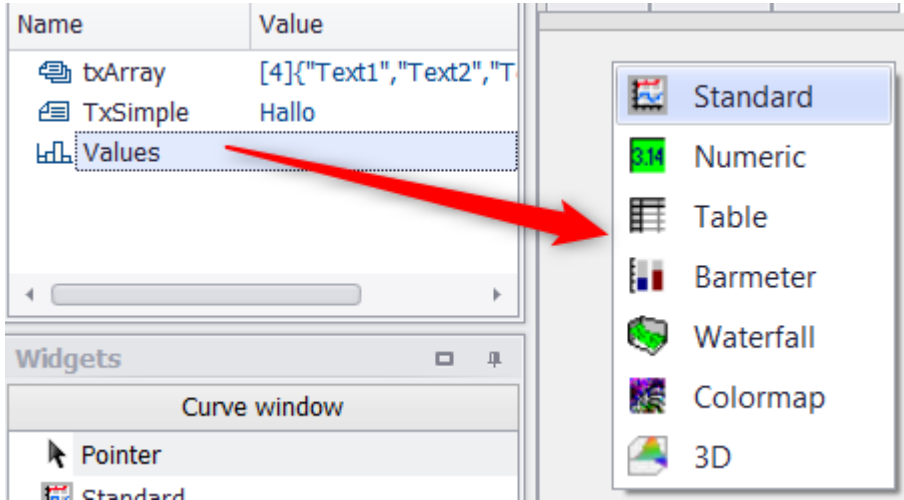 Name Value
txArray [4]{"Text1","Text2","T
TxSimple Hallo
Values
Widgets
Curve window
Pointer
Standard
Standard
3.14 Numeric
Table
Barmeter
Waterfall
Colormap
3D